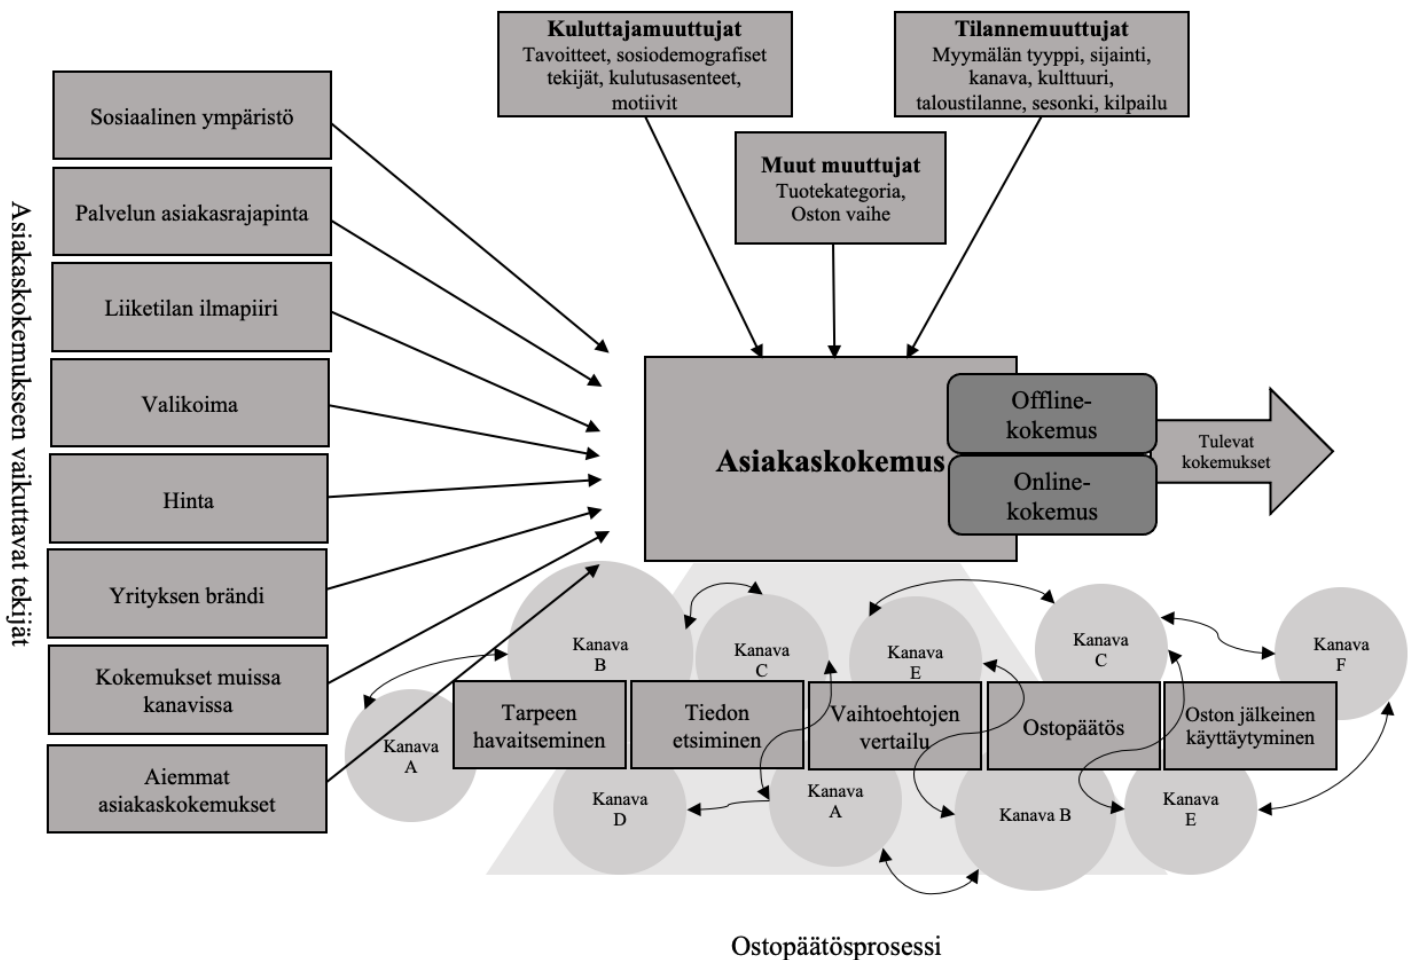 Kuluttajamuuttujat
Tavoitteet, sosiodemografiset
tekijät, kulutusasenteet,
motiivit
Tilannemuuttujat
Myymälän tyyppi, sijainti,
kanava, kulttuuri,
taloustilanne, sesonki, kilpailu
Muut muuttujat
Tuotekategoria,
Oston vaihe
Asiakaskokemukseen vaikuttavat tekijät
Sosiaalinen ympäristö
Palvelun asiakasrajapinta
Liiketilan ilmapiiri
Valikoima
Hinta
Yrityksen brändi
Kokemukset muissa
kanavissa
Aiemmat
asiakaskokemukset
Asiakaskokemus
Offline-
kokemus
Online-
kokemus
Tulevat
kokemukset
Kanava
B
Kanava
C
Kanava
E
Kanava
C
Kanava
F
Kanava
A
Tarpeen
havaitseminen
Tiedon
etsiminen
Vaihtoehtojen
vertailu
Ostopäätös
Oston jälkeinen
käyttäytyminen
Kanava
D
Kanava
A
Kanava B
Kanava
E
Ostopäätösprosessi